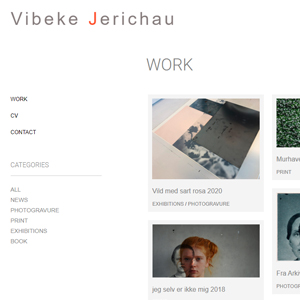 Vibeke Jerichau
WORK
WORK
CV
CONTACT
CATEGORIES
ALL
NEWS
PHOTOGRAVURE
PRINT
EXHIBITIONS
BOOK
Vild med sart rosa 2020
EXHIBITIONS / PHOTOGRAVURE
jeg selv er ikke mig 2018
Murhave
PRINT
Fra Arki
PHOTOG